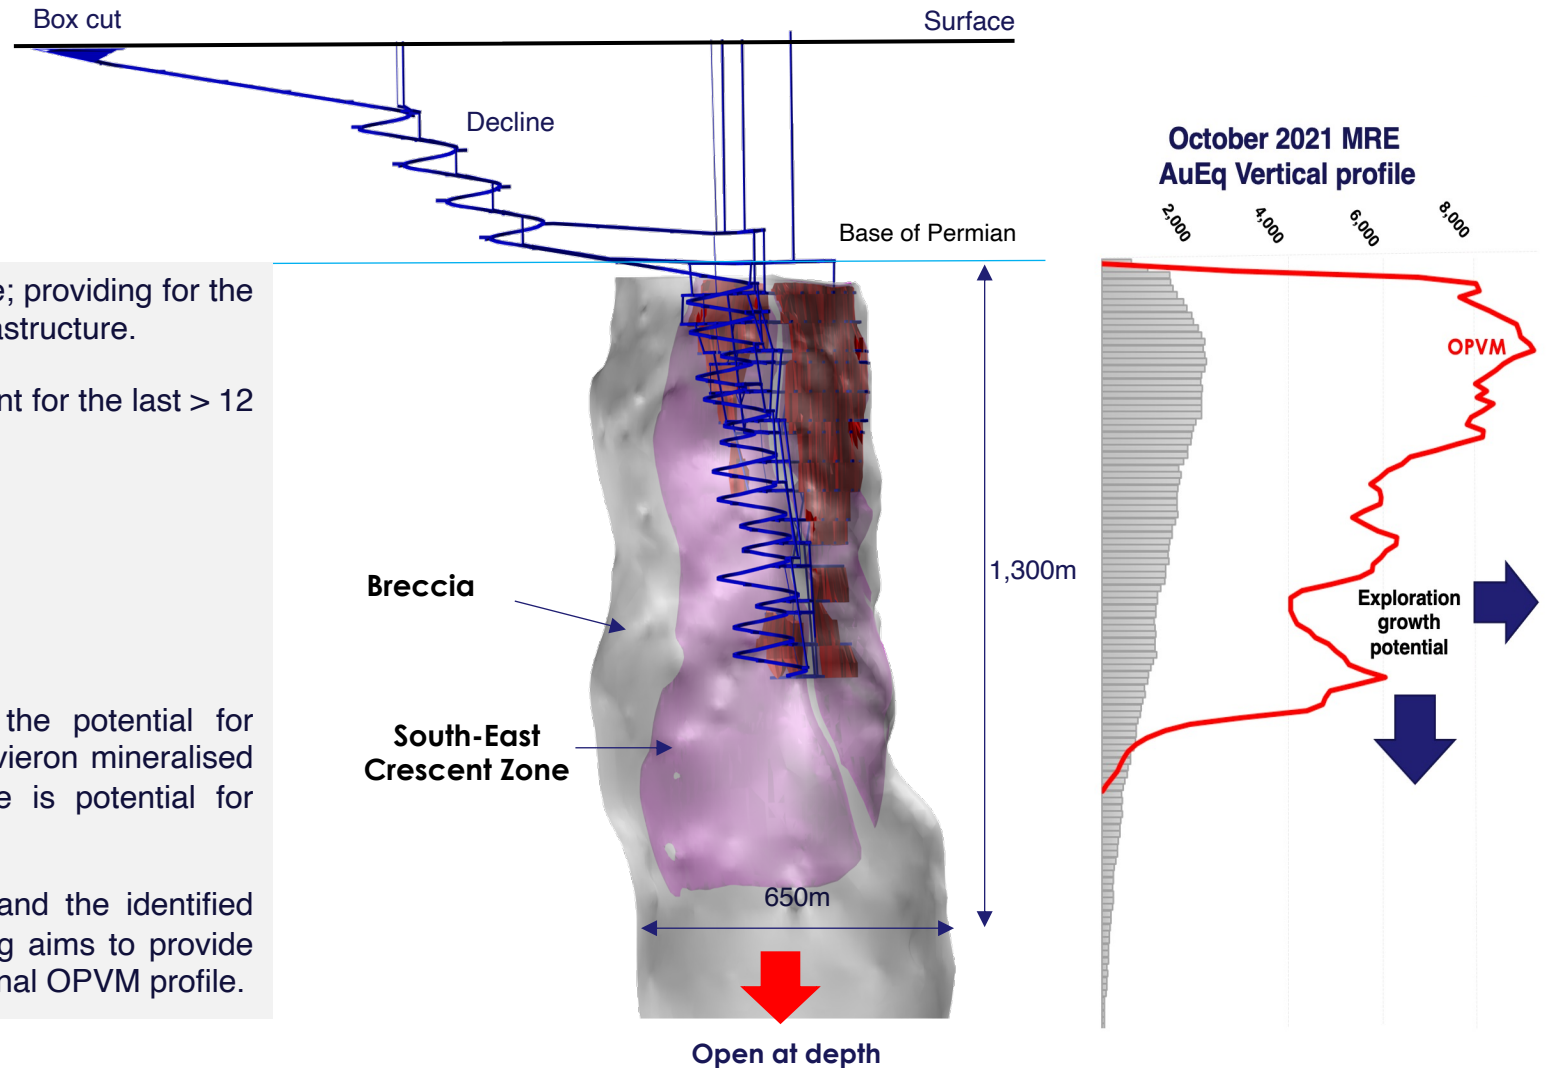 Box cut
Surface
Decline
Base of Permian
October 2021 MRE
AuEq Vertical profile
2,000
4,000
6,000
8,000
providing for the
OPVM
nt for the last > 12
1,300m
Breccia
Exploration
growth
potential
the potential for
mineralised
e is potential for
South-East
Crescent Zone
650m
and the identified
aims to provide
OPVM profile.
Open at depth